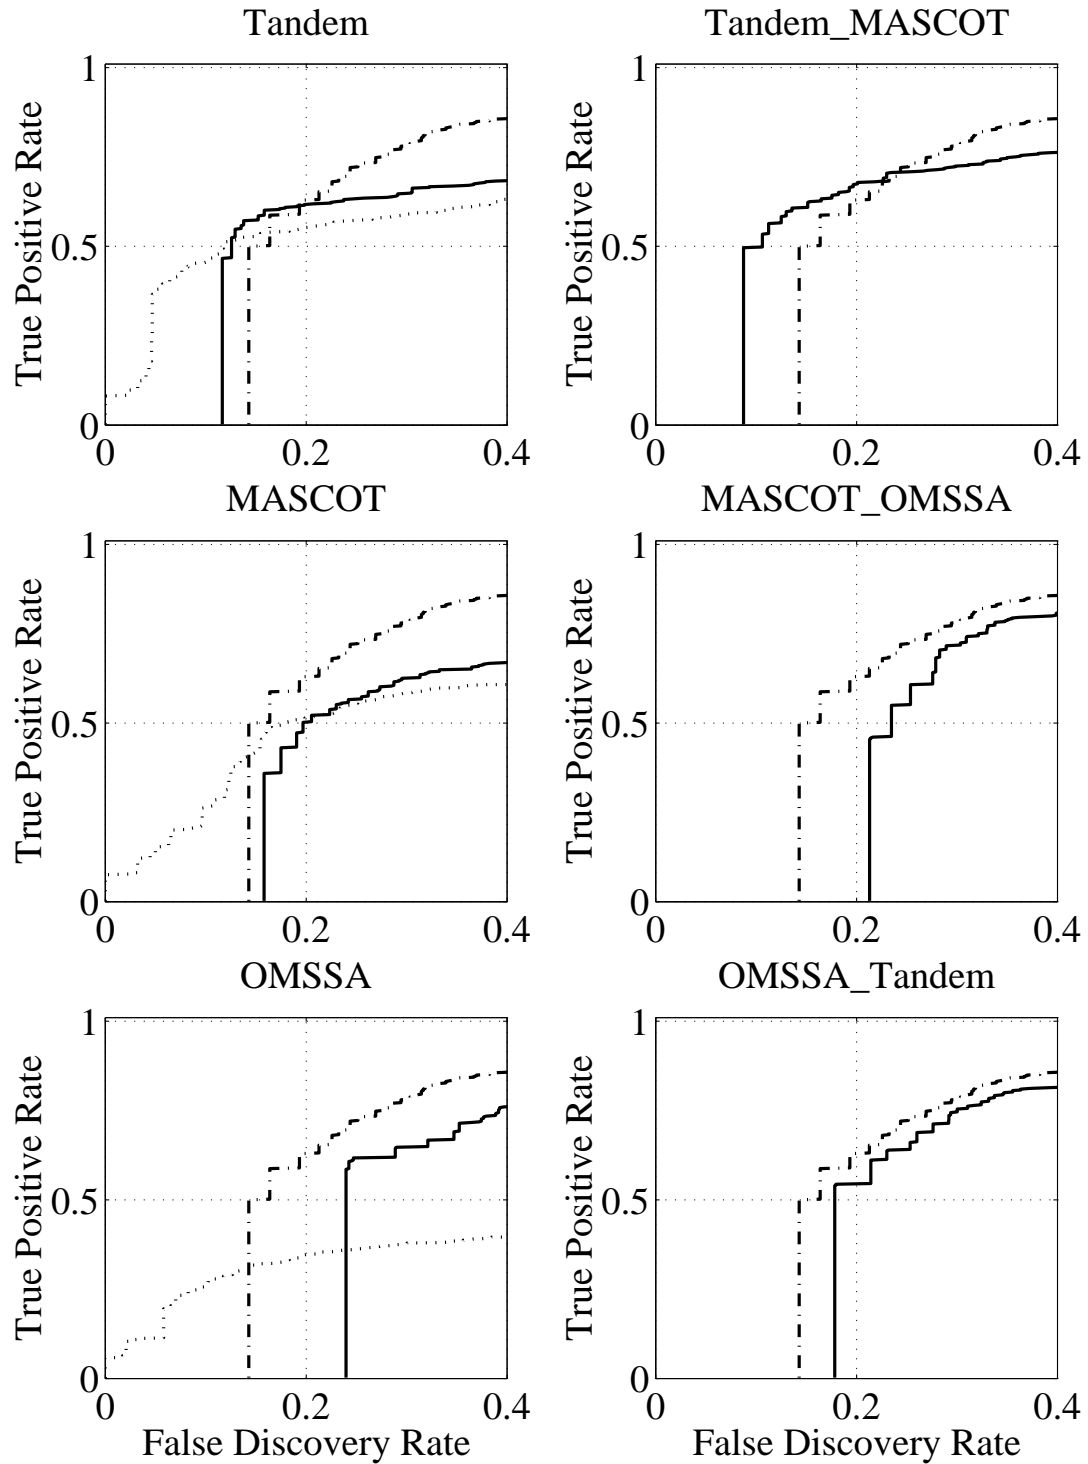 Tandem
True Positive Rate
1
0.5
0
0
0.2
0.4
Tandem_MASCOT
True Positive Rate
1
0.5
0
0
0.2
0.4
MASCOT
True Positive Rate
1
0.5
0
0
0.2
0.4
MASCOT_OMSSA
True Positive Rate
1
0.5
0
0
0.2
0.4
OMSSA
True Positive Rate
1
0.5
0
0
0.2
0.4
False Discovery Rate
OMSSA_Tandem
True Positive Rate
1
0.5
0
0
0.2
0.4
False Discovery Rate